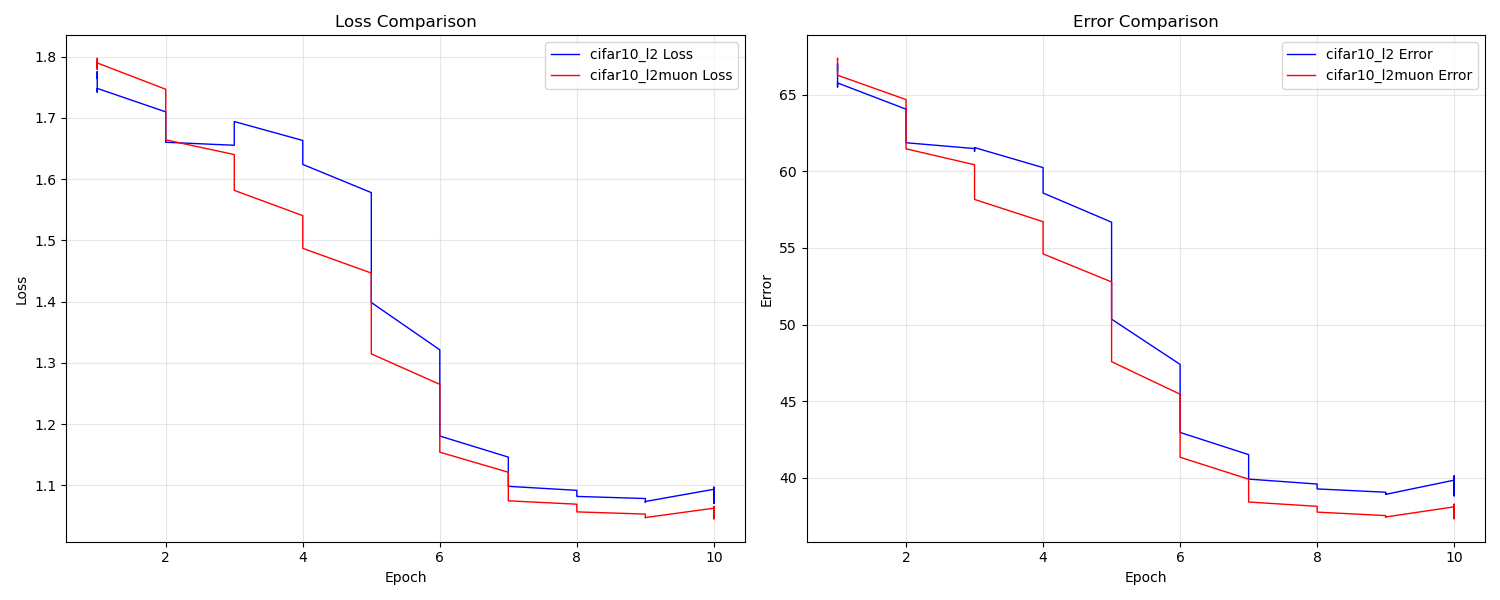 Loss Comparison
cifar10_l2 Loss
cifar10_l2muon Loss
1.8
1.7
1.6
1.5
1.4
1.3
1.2
1.1
Loss
2
4
6
8
10
Epoch
Error Comparison
cifar10_l2 Error
cifar10_l2muon Error
65
60
55
50
45
40
Error
2
4
6
8
10
Epoch